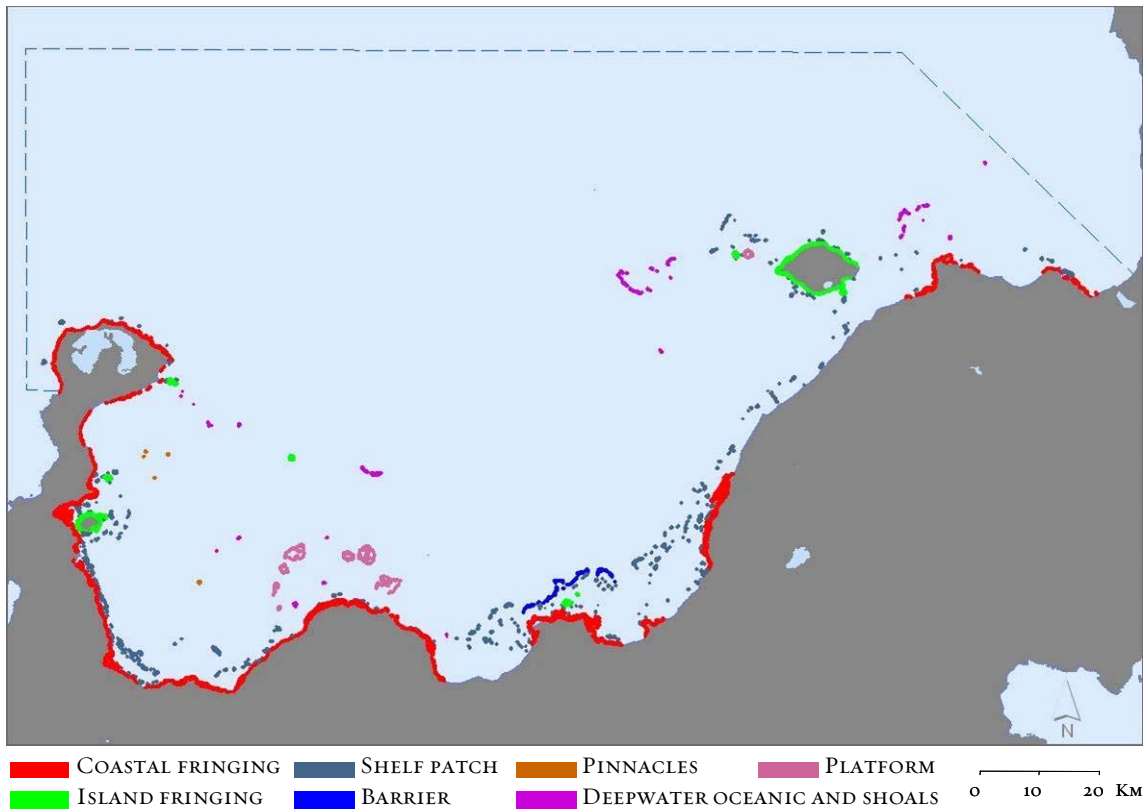 N
COASTAL FRINGING SHELF PATCH PINNACLES PLATFORM
ISLAND FRINGING BARRIER DEEPWATER OCEANIC AND SHOALS
0 10 20 KM